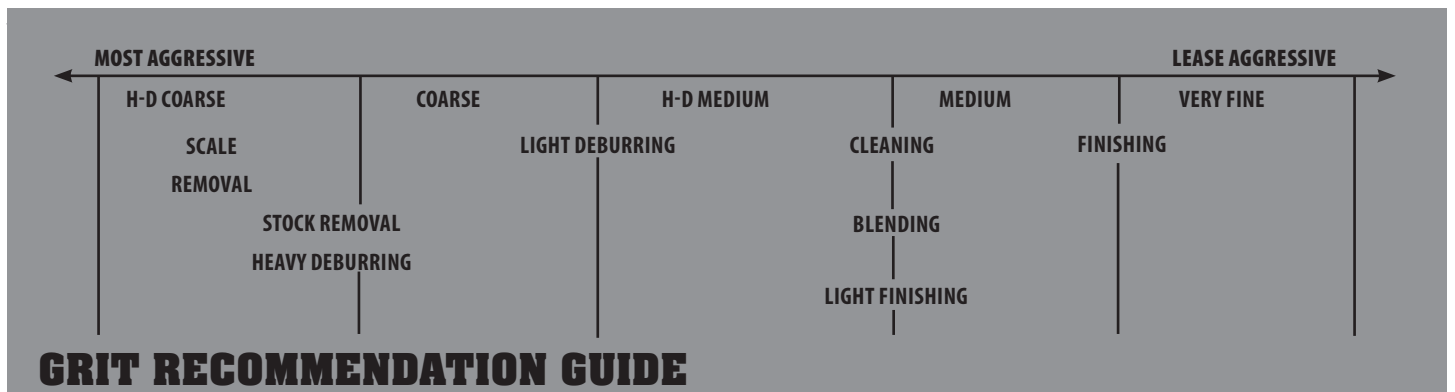 MOST AGGRESSIVE LEASE AGGRESSIVE
H-D COARSE COARSE H-D MEDIUM MEDIUM VERY FINE
SCALE LIGHT DEBURRING CLEANING FINISHING
REMOVAL
STOCK REMOVAL BLENDING
HEAVY DEBURRING
LIGHT FINISHING
GRIT RECOMMENDATION GUIDE